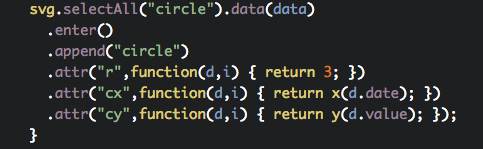 svg.selectAll("circle").data(data)
.enter()
.append("circle")
.attr("r",function(d,i) { return 3; })
.attr("cx",function(d,i) { return x(d.date); })
.attr("cy",function(d,i) { return y(d.value); });
}